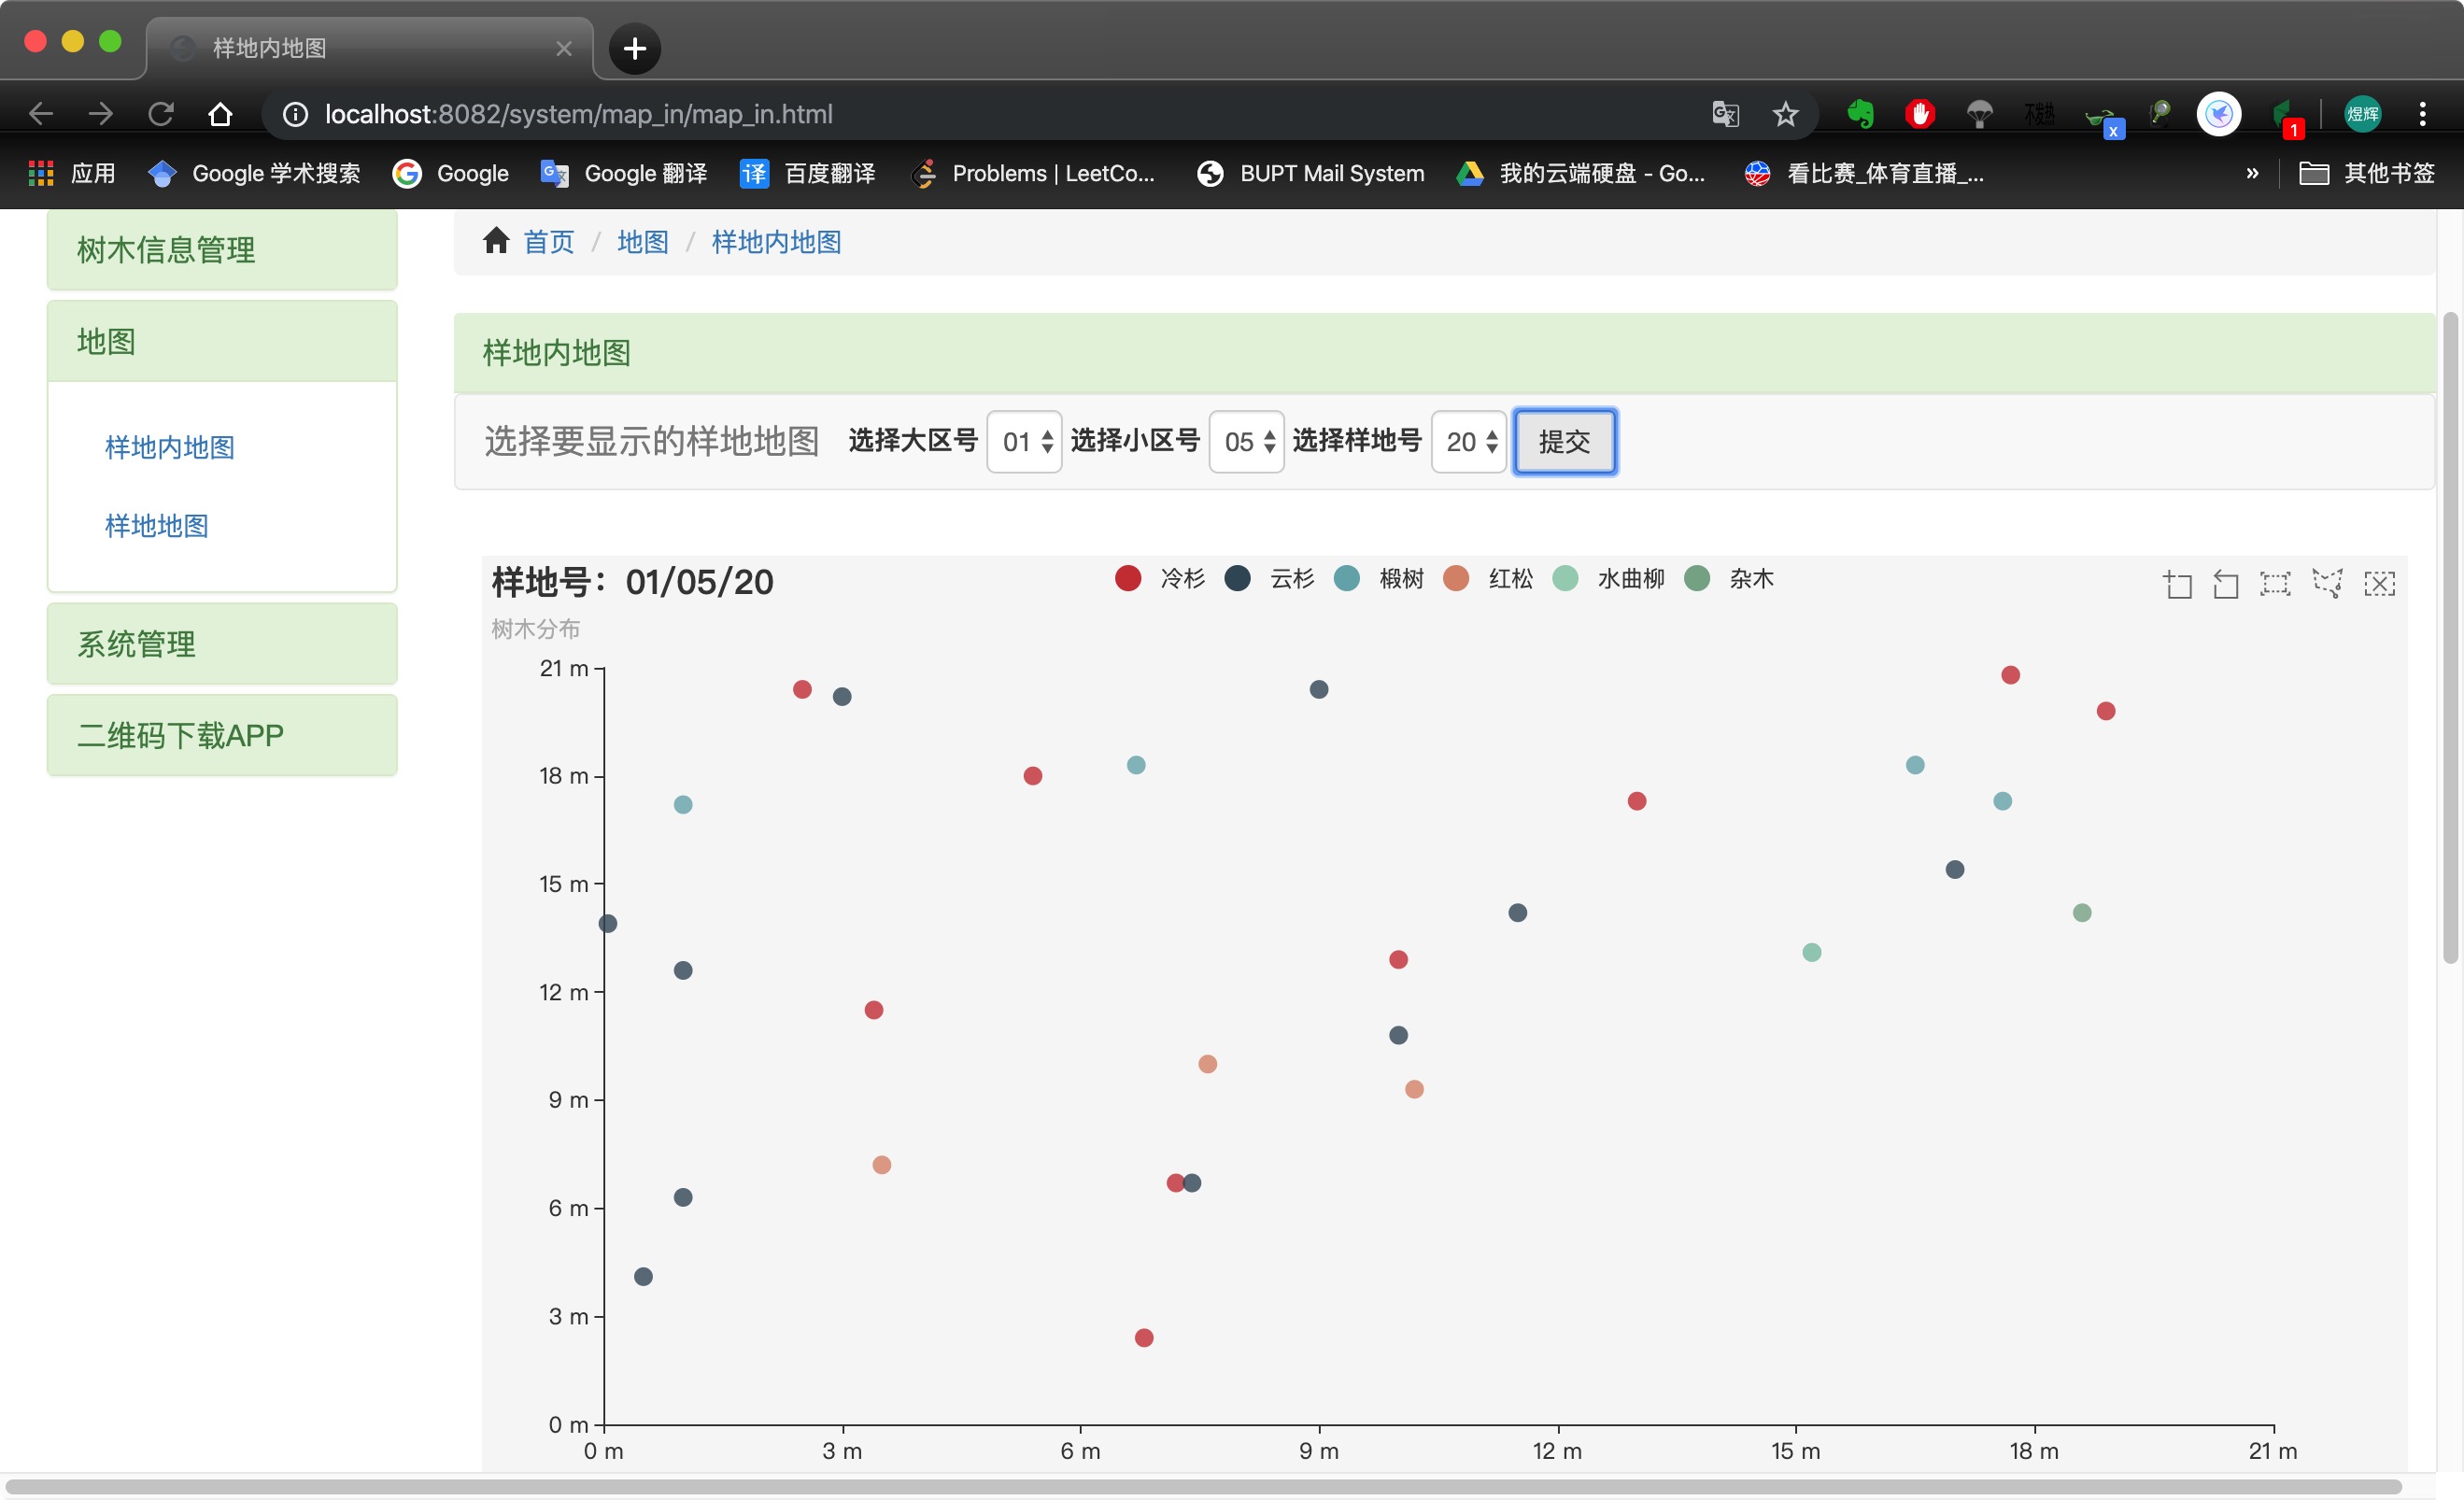 样地内地图
localhost:8082/system/map_in/map_in.html
不发热
x
1
煜辉
应用 Google 学术搜索 Google Google 翻译 译 百度翻译 Problems | LeetCo... BUPT Mail System 我的云端硬盘 - Go... 看比赛_体育直播_... » 其他书签
树木信息管理
地图
样地内地图
样地地图
系统管理
二维码下载APP
首页 / 地图 / 样地内地图
样地内地图
选择要显示的样地地图 选择大区号 01 选择小区号 05 选择样地号 20 提交
样地号：01/05/20
冷杉 云杉 椴树 红松 水曲柳 杂木
树木分布
21 m
18 m
15 m
12 m
9 m
6 m
3 m
0 m
0 m 3 m 6 m 9 m 12 m 15 m 18 m 21 m